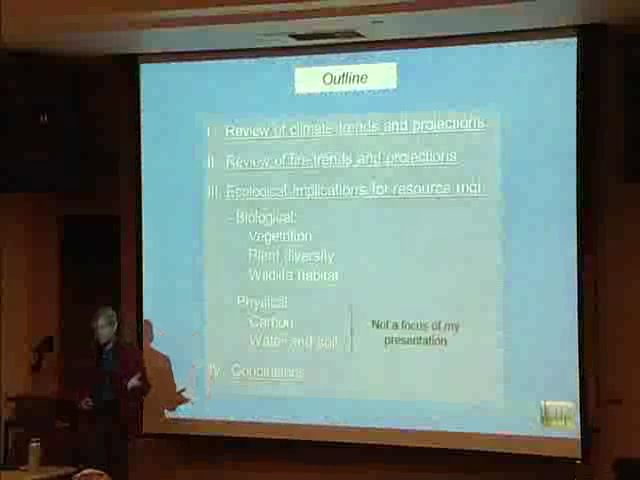 Outline
I. Review of climate trends and projections
II. Review of fire trends and projections
III. Ecological Implications for resource mgt.
- Biological:
Vegetation
Plant diversity
Wildlife habitat
- Physical
Carbon
Water and soil
Not a focus of my
presentation
IV. Conclusions